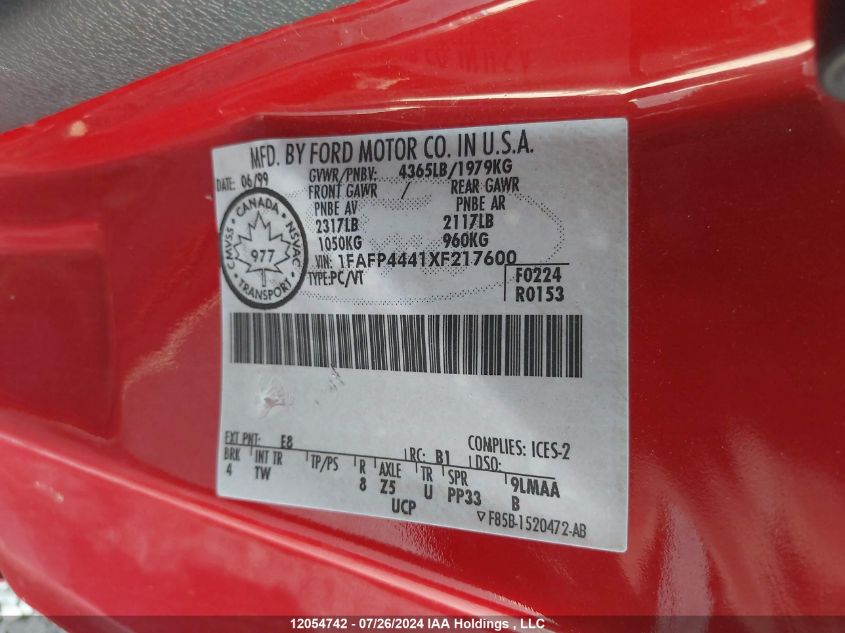 MFD. BY FORD MOTOR CO. IN U.S.A.
DATE: 06/99 GVWR/PNBV: 4365LB/1979KG
FRONT GAWR / REAR GAWR
PNBE AV PNBE AR
2317LB 2117LB
1050KG 960KG
CANADA
CMVSS NSVAC
977
TRANSPORT
VIN: 1FAFP4441XF217600
TYPE:PC/VT
F0224
R0153
EXT PNT: E8 COMPLIES: ICES-2
RC: B1 DSO:
BRK INT TR TP/PS R AXLE TR SPR 9LMAA
4 TW 8 Z5 U PP33 B
UCP
▽F85B-1520472-AB
12054742 - 07/26/2024 IAA Holdings , LLC